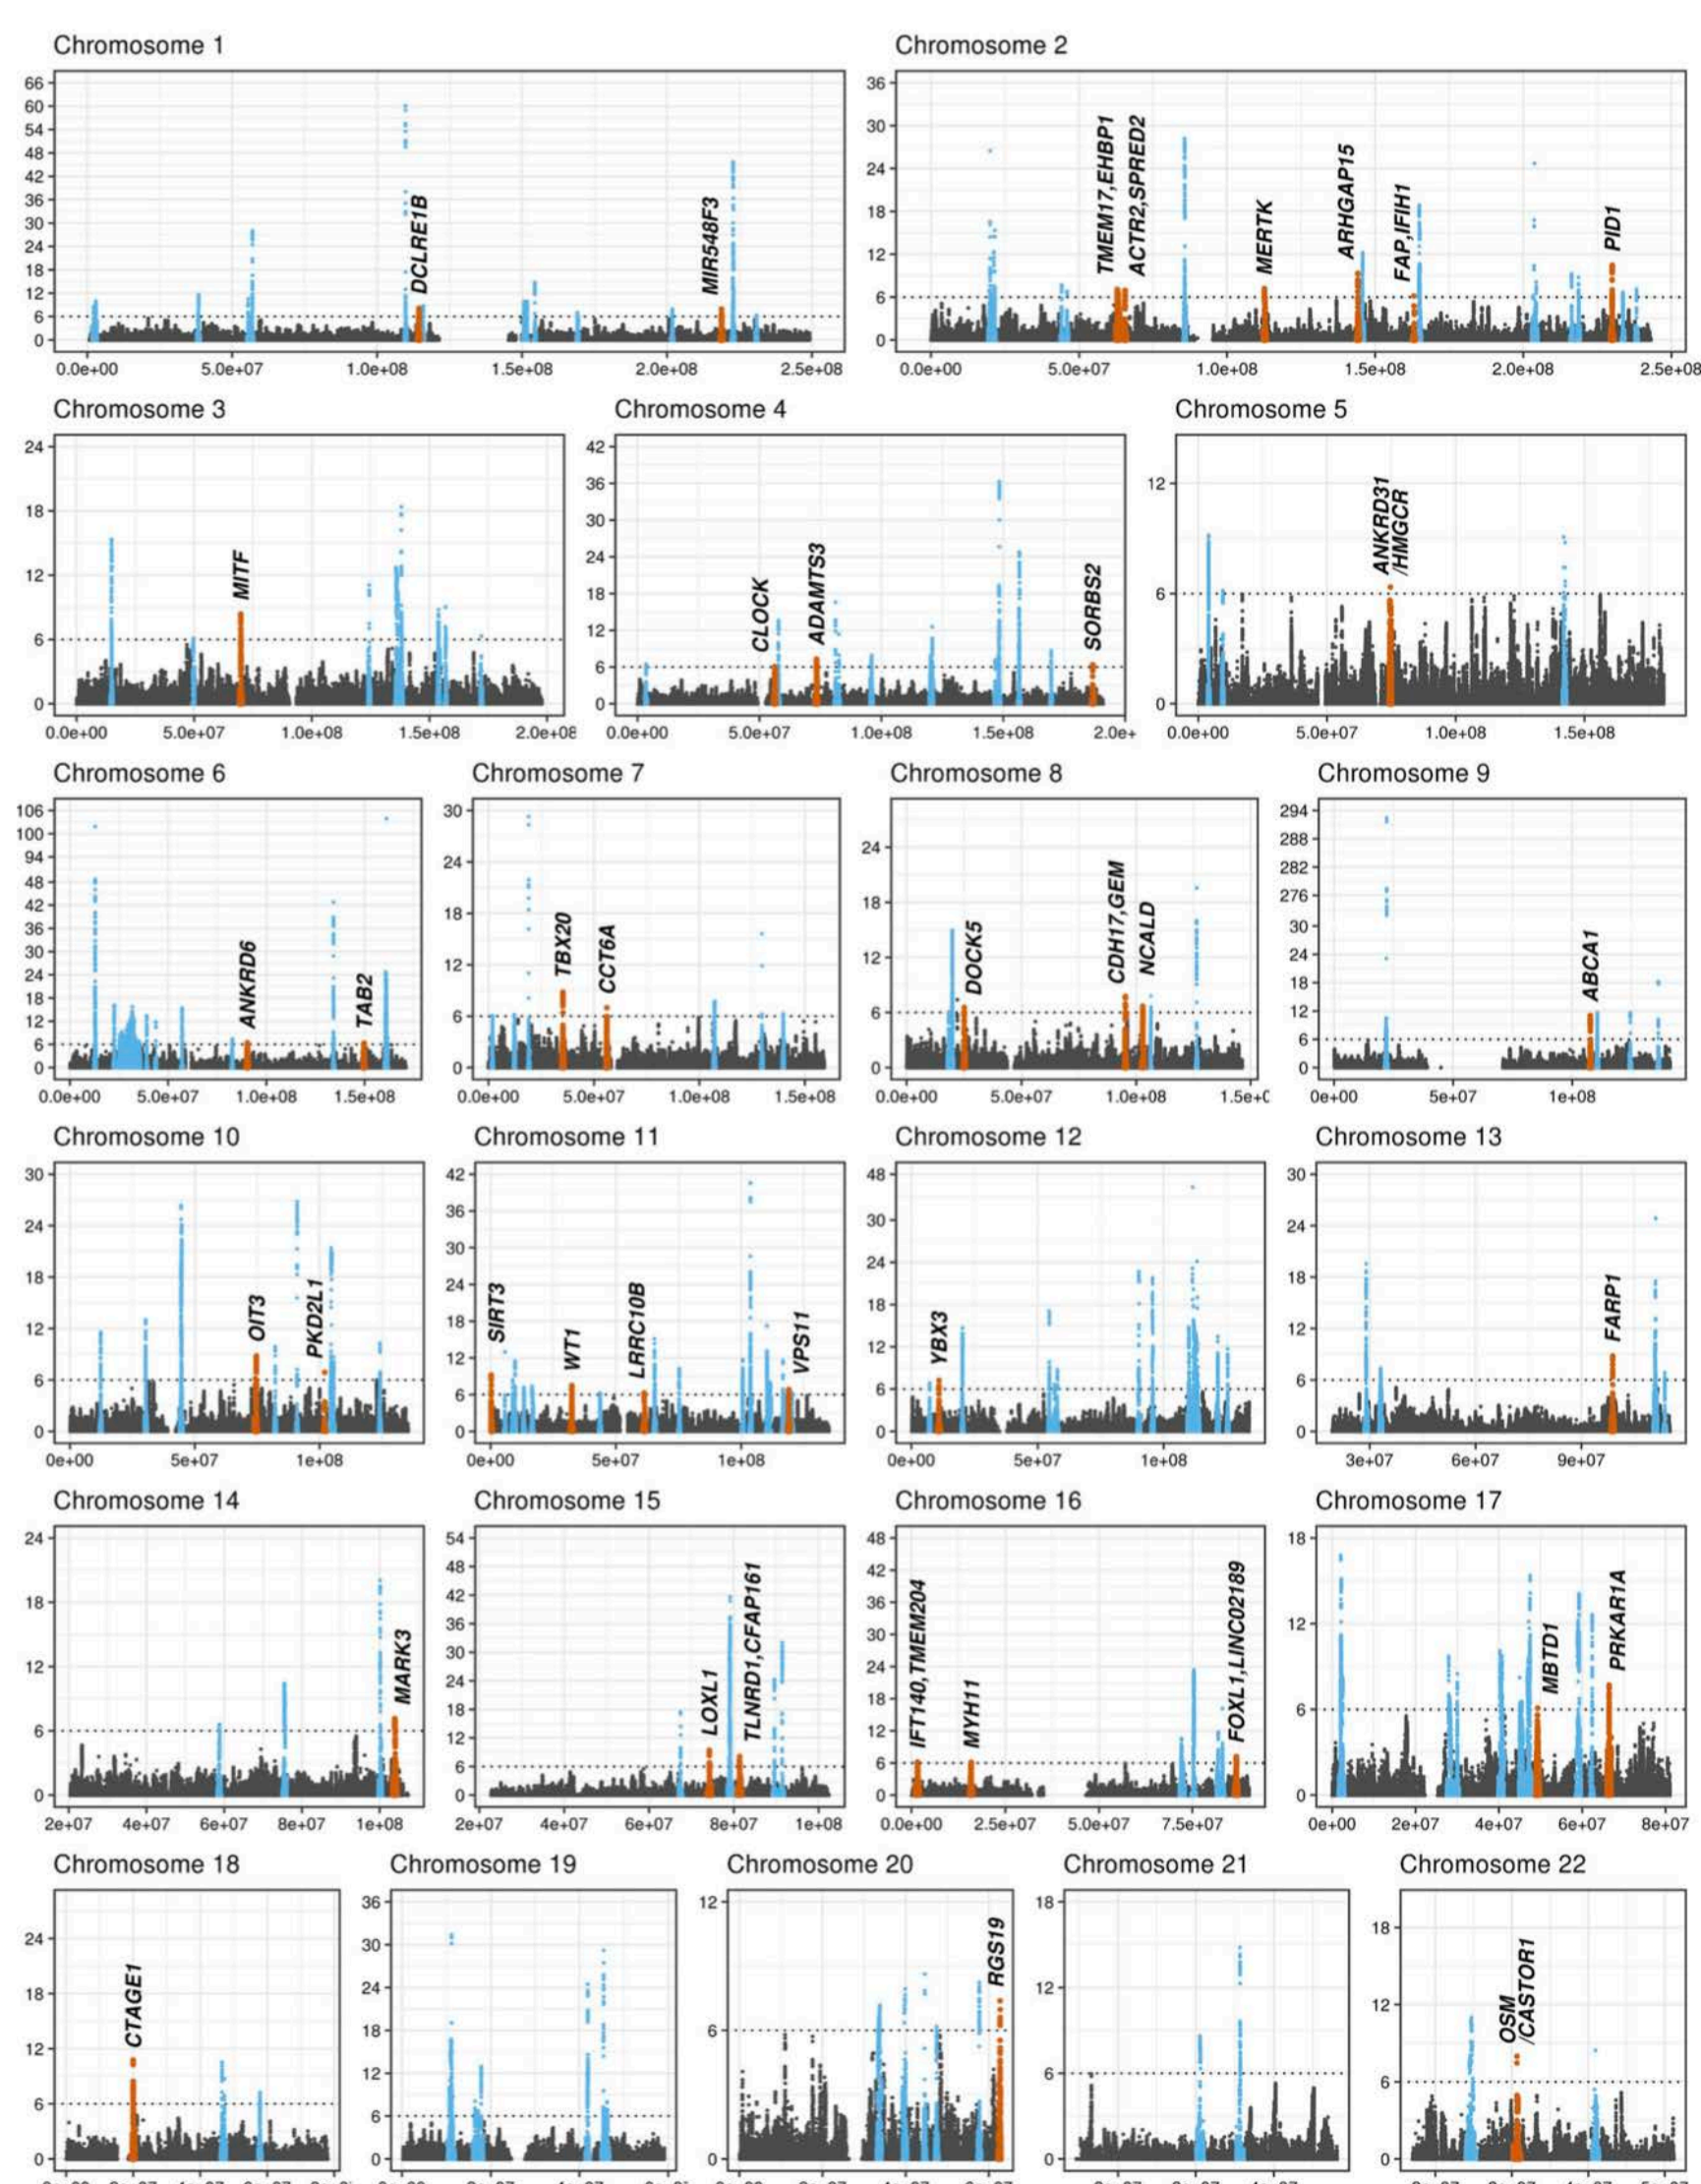 Chromosome 1
66
60
54
48
42
36
30
24
18
12
6
0
DCLRE1B
MIR548F3
0.0e+00 5.0e+07 1.0e+08 1.5e+08 2.0e+08 2.5e+08
Chromosome 2
36
30
24
18
12
6
0
TMEM17,EHBP1
ACTR2,SPRED2
MERTK
ARHGAP15
FAP,IFIH1
PID1
0.0e+00 5.0e+07 1.0e+08 1.5e+08 2.0e+08 2.5e+08
Chromosome 3
24
18
12
6
0
MITF
0.0e+00 5.0e+07 1.0e+08 1.5e+08 2.0e+08
Chromosome 4
42
36
30
24
18
12
6
0
CLOCK
ADAMTS3
SORBS2
0.0e+00 5.0e+07 1.0e+08 1.5e+08 2.0e+
Chromosome 5
12
6
0
ANKRD31
/HMGCR
0.0e+00 5.0e+07 1.0e+08 1.5e+08
Chromosome 6
106
100
94
48
42
36
30
24
18
12
6
0
ANKRD6
TAB2
0.0e+00 5.0e+07 1.0e+08 1.5e+08
Chromosome 7
30
24
18
12
6
0
TBX20
CCT6A
0.0e+00 5.0e+07 1.0e+08 1.5e+08
Chromosome 8
24
18
12
6
0
DOCK5
CDH17,GEM
NCALD
0.0e+00 5.0e+07 1.0e+08
Chromosome 9
294
288
282
276
30
24
18
12
6
0
ABCA1
0e+00 5e+07 1e+08
Chromosome 10
30
24
18
12
6
0
OIT3
PKD2L1
0e+00 5e+07 1e+08
Chromosome 11
42
36
30
24
18
12
6
0
SIRT3
WT1
LRRC10B
VPS11
0e+00 5e+07 1e+08
Chromosome 12
48
30
24
18
12
6
0
YBX3
0e+00 5e+07 1e+08
Chromosome 13
30
24
18
12
6
0
FARP1
3e+07 6e+07 9e+07
Chromosome 14
24
18
12
6
0
MARK3
2e+07 4e+07 6e+07 8e+07 1e+08
Chromosome 15
54
48
42
36
30
24
18
12
6
0
LOXL1
TLNRD1,CFAP161
2e+07 4e+07 6e+07 8e+07 1e+08
Chromosome 16
48
42
36
30
24
18
12
6
0
IFT140,TMEM204
MYH11
FOXL1,LINC02189
0.0e+00 2.5e+07 5.0e+07 7.5e+07
Chromosome 17
18
12
6
0
MBTD1
PRKAR1A
0e+00 2e+07 4e+07 6e+07 8e+07
Chromosome 18
24
18
12
6
0
CTAGE1
Chromosome 19
36
30
24
18
12
6
0
Chromosome 20
12
6
0
RGS19
Chromosome 21
18
12
6
0
Chromosome 22
18
12
6
0
OSM
/CASTOR1